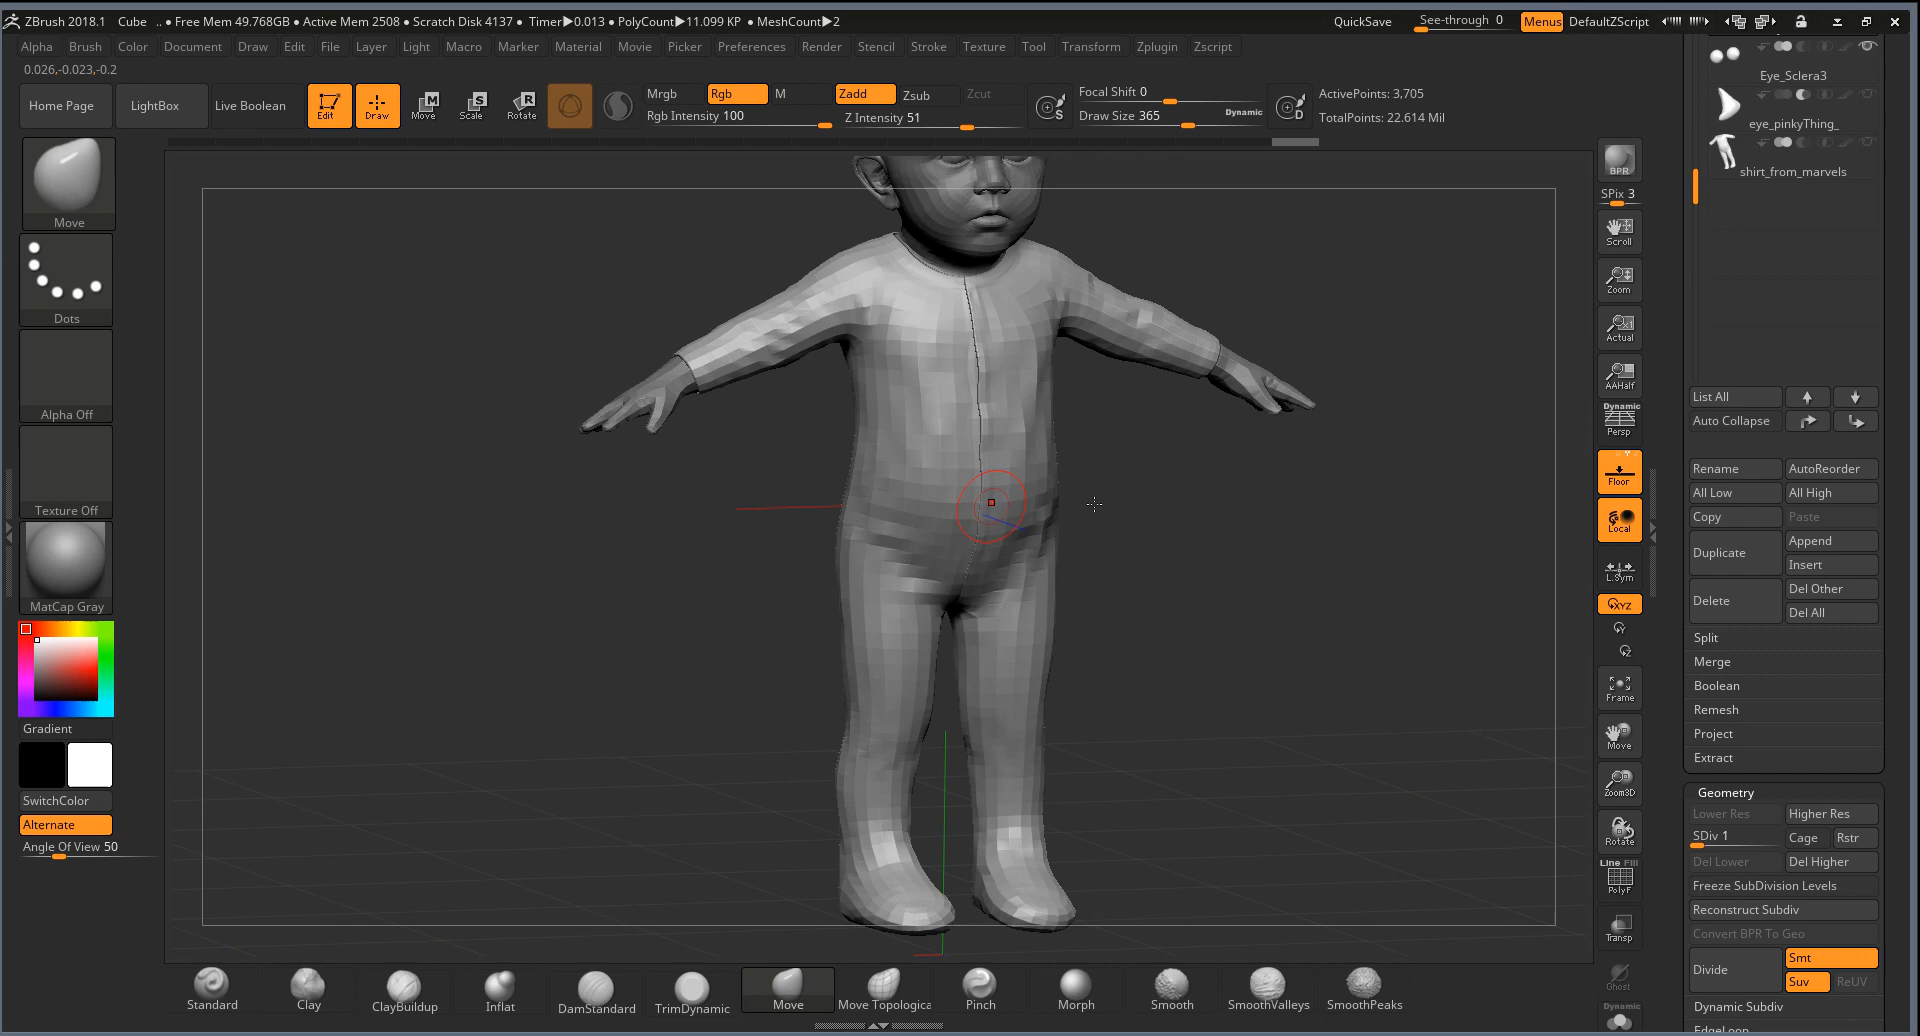 ZBrush 2018.1 Cube .. • Free Mem 49.768GB • Active Mem 2508 • Scratch Disk 4137 • Timer▶0.013 • PolyCount▶11.099 KP • MeshCount▶2
QuickSave See-through 0 Menus DefaultZScript
Alpha Brush Color Document Draw Edit File Layer Light Macro Marker Material Movie Picker Preferences Render Stencil Stroke Texture Tool Transform Zplugin Zscript
0.026,-0.023,-0.2
Home Page LightBox Live Boolean Edit Draw Move Scale Rotate
M S R
Mrgb Rgb M Zadd Zsub Zcut
Rgb Intensity 100 Z Intensity 51
S
Focal Shift 0
Draw Size 365 Dynamic
D
ActivePoints: 3,705
TotalPoints: 22.614 Mil
Move
Dots
Alpha Off
Texture Off
MatCap Gray
Gradient
SwitchColor
Alternate
Angle Of View 50
BPR
SPix 3
Scroll
Zoom
Actual
AAHalf
Dynamic
Persp
Floor
Local
L.Sym
XYZ
Y
Z
Frame
Move
Zoom3D
Rotate
Line Fill
PolyF
Transp
Ghost
Dynamic
Eye_Sclera3
eye_pinkyThing_
shirt_from_marvels
List All
Auto Collapse
Rename AutoReorder
All Low All High
Copy Paste
Duplicate Append
Insert
Delete Del Other
Del All
Split
Merge
Boolean
Remesh
Project
Extract
Geometry
Lower Res Higher Res
SDiv 1 Cage Rstr
Del Lower Del Higher
Freeze SubDivision Levels
Reconstruct Subdiv
Convert BPR To Geo
Divide Smt
Suv ReUV
Dynamic Subdiv
EdgeLoop
Standard Clay ClayBuildup Inflat DamStandard TrimDynamic Move Move Topologica Pinch Morph Smooth SmoothValleys SmoothPeaks